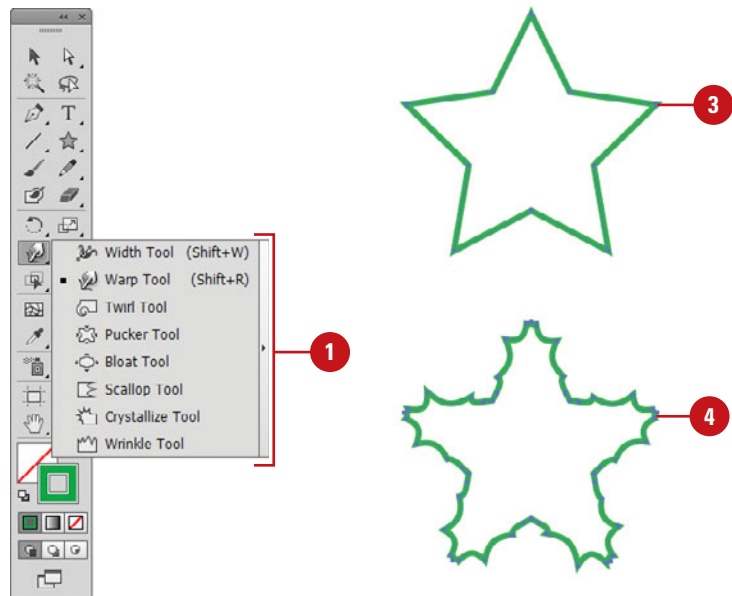 Width Tool (Shift+W)
Warp Tool (Shift+R)
Twirl Tool
Pucker Tool
Bloat Tool
Scallop Tool
Crystallize Tool
Wrinkle Tool
1
3
4
T